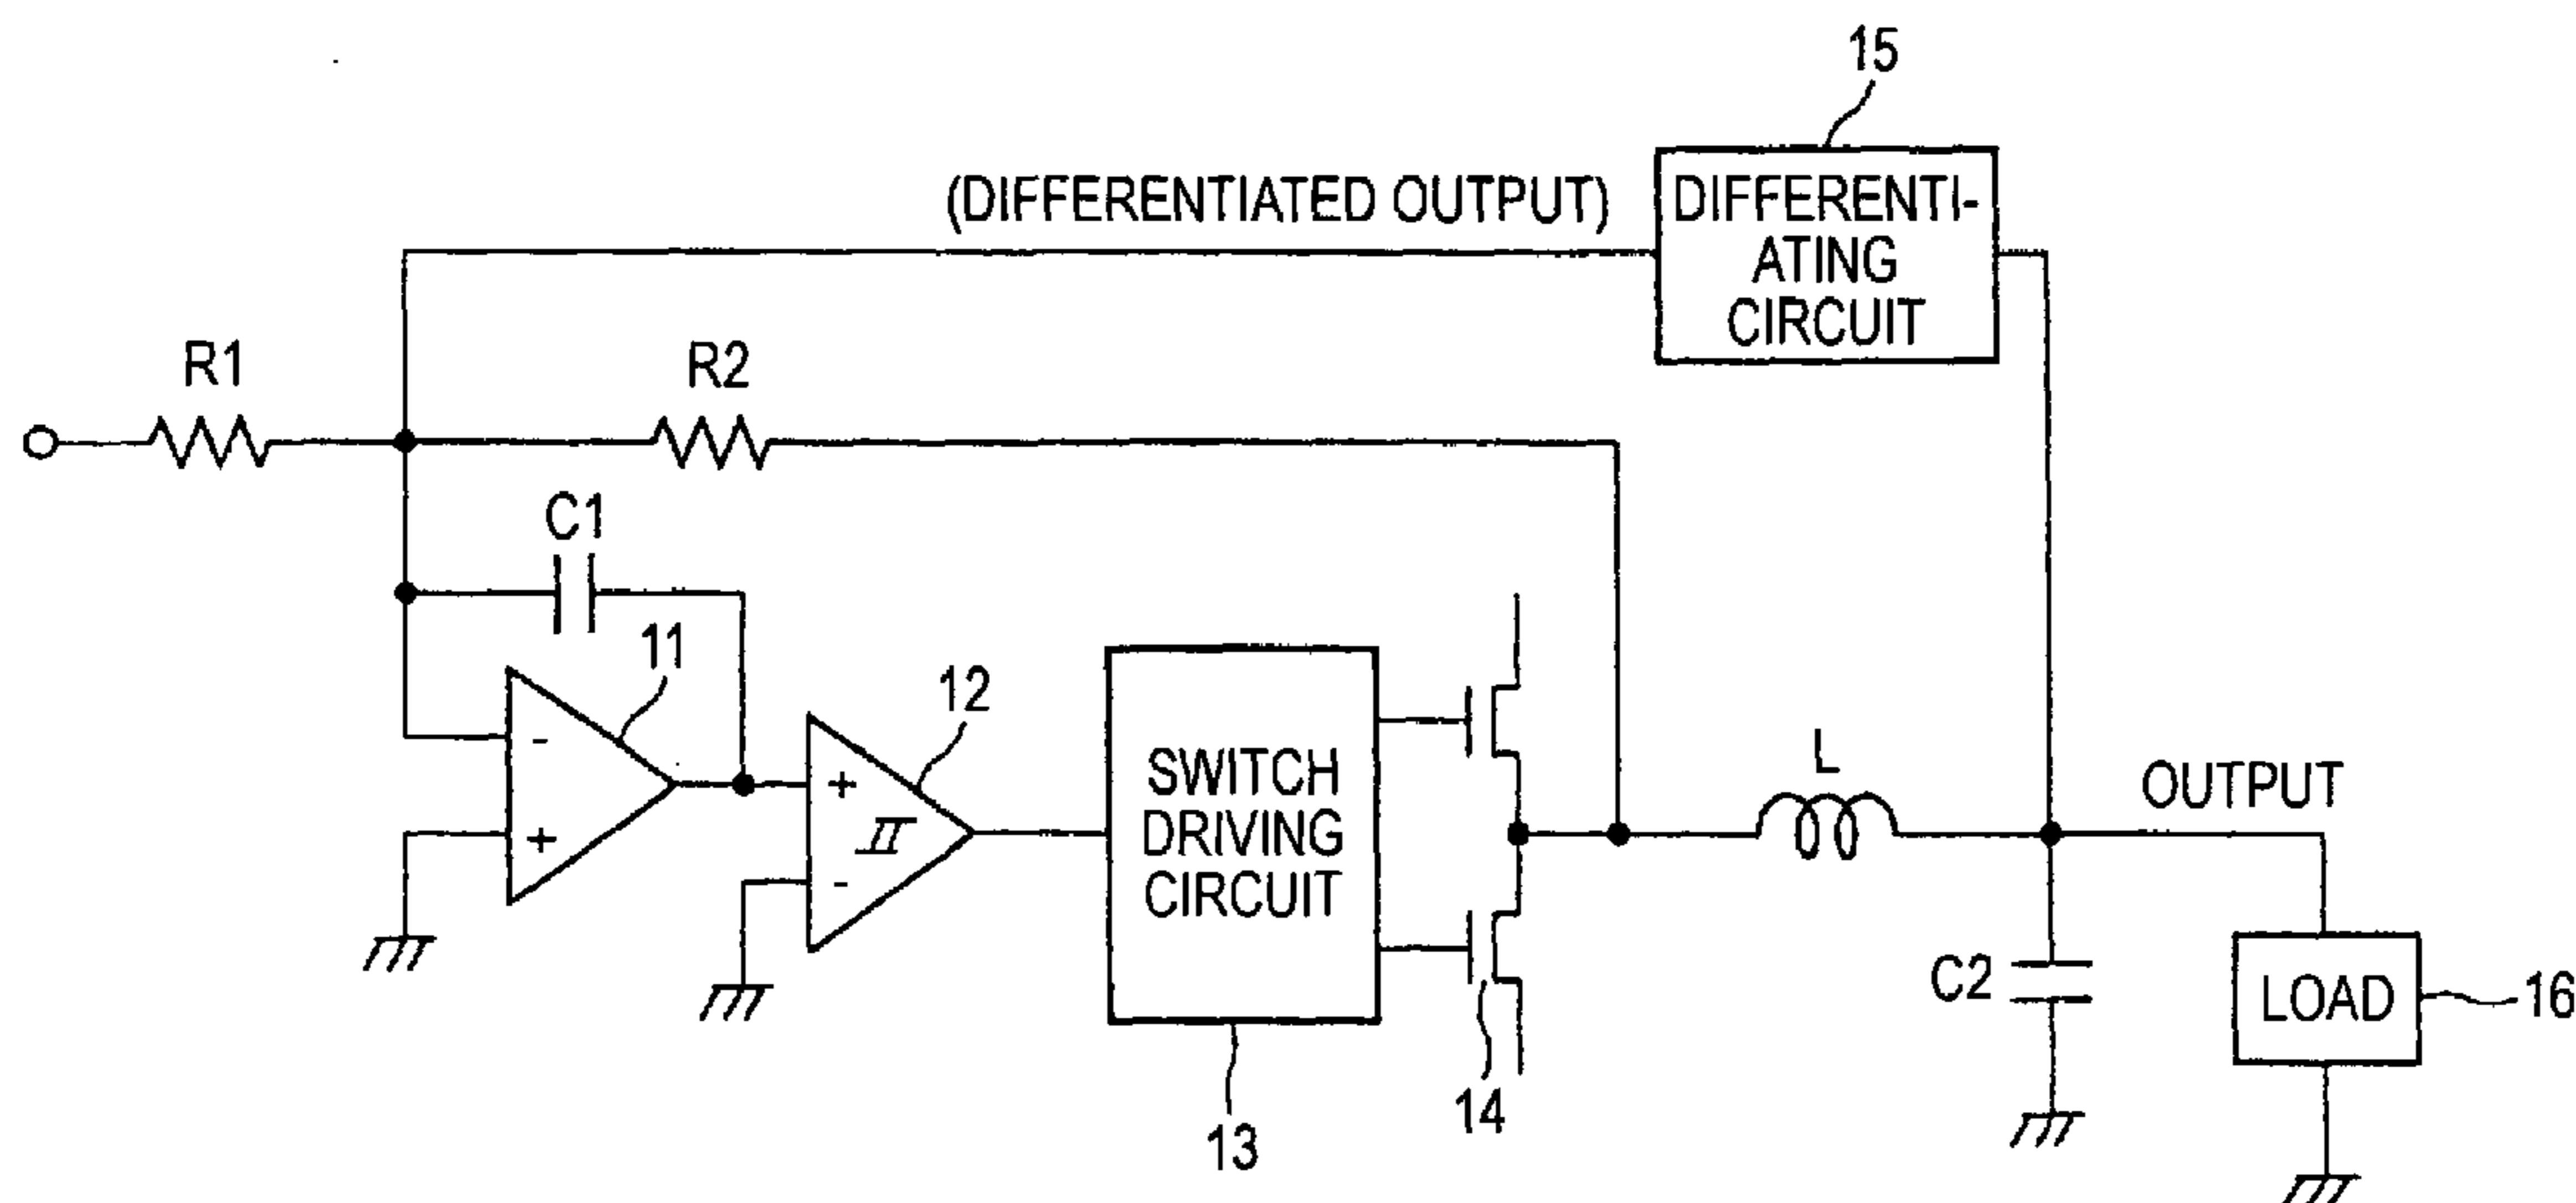 15
(DIFFERENTIATED OUTPUT)
DIFFERENTI-
ATING
CIRCUIT
R1
R2
C1
11
12
-
+
+
-
SWITCH
DRIVING
CIRCUIT
L
OUTPUT
C2
LOAD
16
14
13